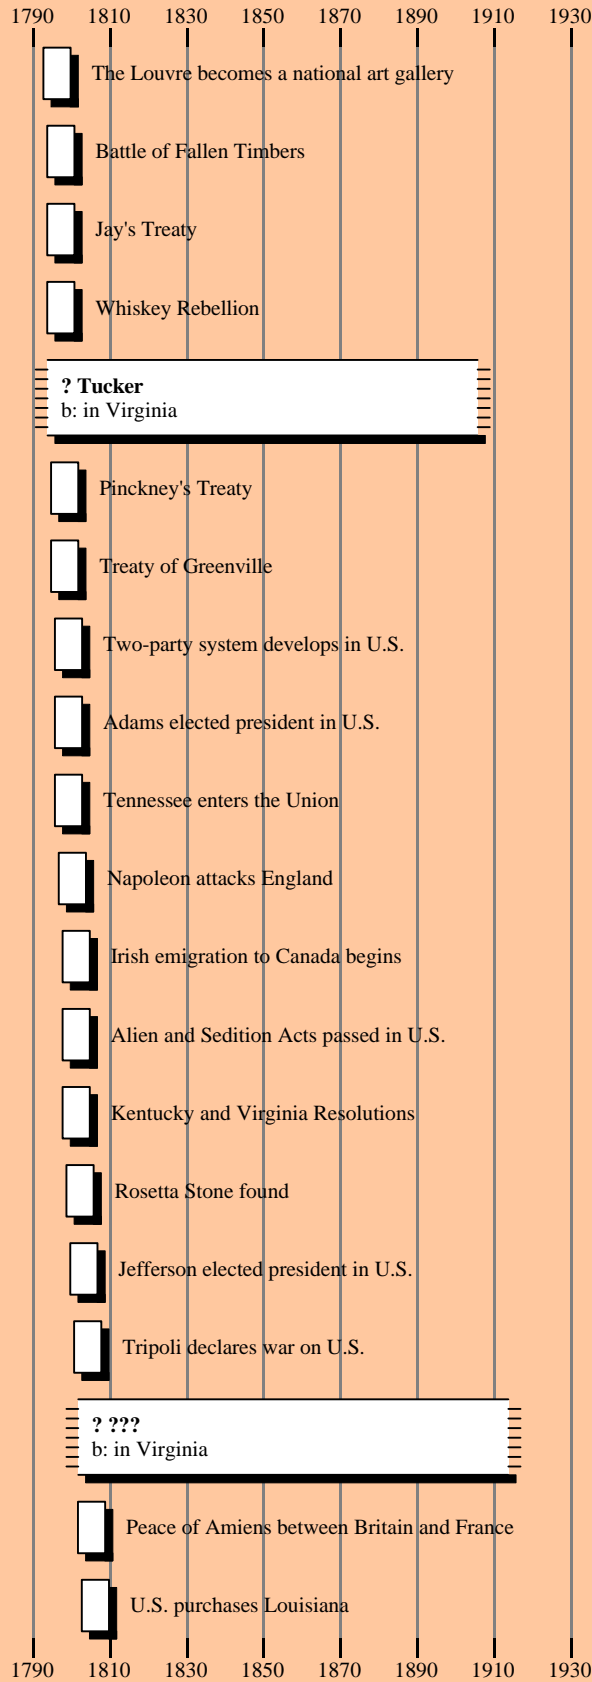 1790 1810 1830 1850 1870 1890 1910 1930
The Louvre becomes a national art gallery
Battle of Fallen Timbers
Jay's Treaty
Whiskey Rebellion
? Tucker
b: in Virginia
Pinckney's Treaty
Treaty of Greenville
Two-party system develops in U.S.
Adams elected president in U.S.
Tennessee enters the Union
Napoleon attacks England
Irish emigration to Canada begins
Alien and Sedition Acts passed in U.S.
Kentucky and Virginia Resolutions
Rosetta Stone found
Jefferson elected president in U.S.
Tripoli declares war on U.S.
? ???
b: in Virginia
Peace of Amiens between Britain and France
U.S. purchases Louisiana
1790 1810 1830 1850 1870 1890 1910 1930